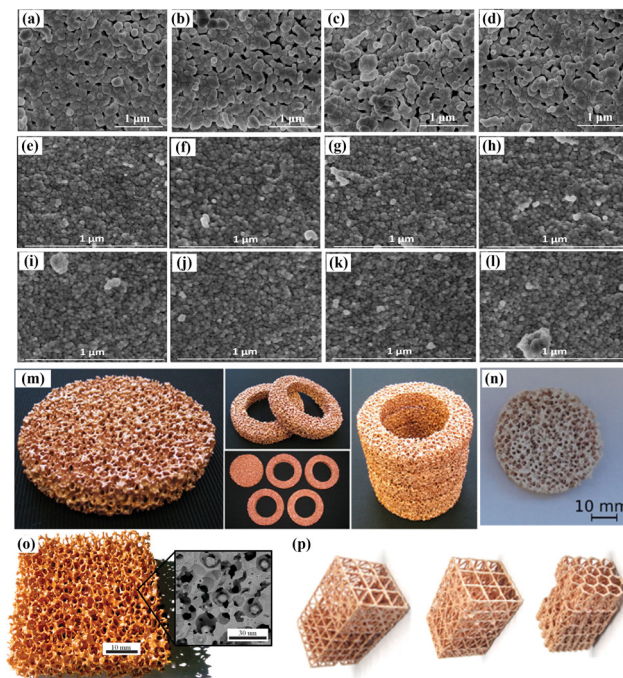 (a) (b) (c) (d)
1 μm 1 μm 1 μm 1 μm
(e) (f) (g) (h)
1 μm 1 μm 1 μm 1 μm
(i) (j) (k) (l)
1 μm 1 μm 1 μm 1 μm
(m) (n)
10 mm
(o) (p)
10 mm